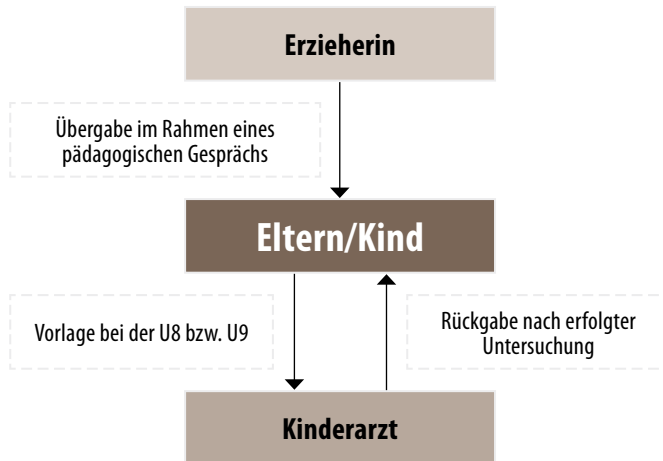 Erzieherin
Übergabe im Rahmen eines
pädagogischen Gesprächs
Eltern/Kind
Vorlage bei der U8 bzw. U9
Rückgabe nach erfolgter
Untersuchung
Kinderarzt